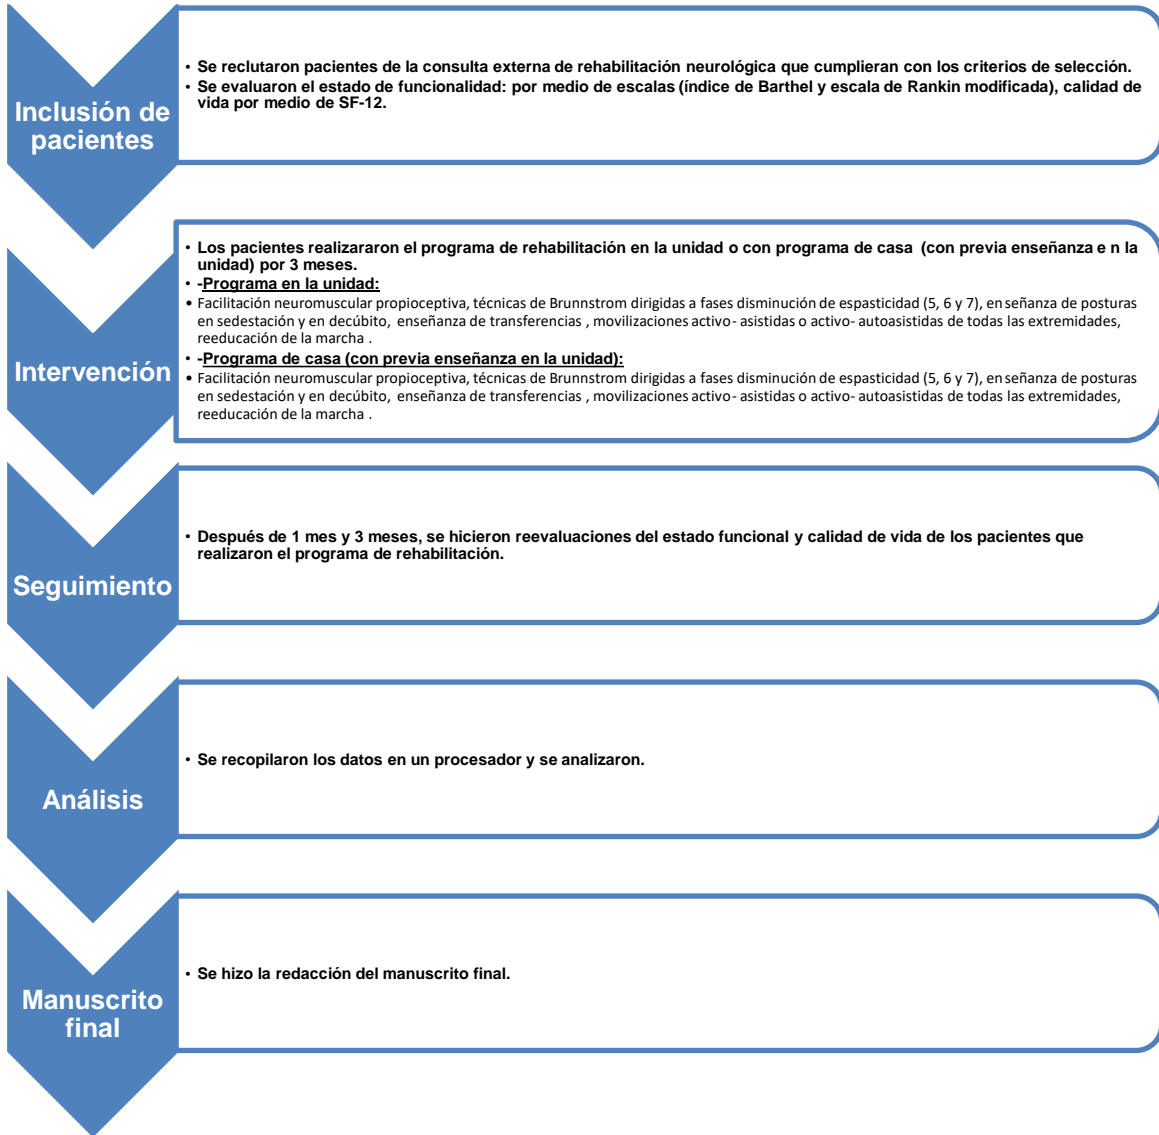 Inclusión de
pacientes
• Se reclutaron pacientes de la consulta externa de rehabilitación neurológica que cumplieran con los criterios de selección.
• Se evaluaron el estado de funcionalidad: por medio de escalas (índice de Barthel y escala de Rankin modificada), calidad de
vida por medio de SF-12.
Intervención
• Los pacientes realizararon el programa de rehabilitación en la unidad o con programa de casa (con previa enseñanza e n la
unidad) por 3 meses.
• -Programa en la unidad:
• Facilitación neuromuscular propioceptiva, técnicas de Brunnstrom dirigidas a fases disminución de espasticidad (5, 6 y 7), enseñanza de posturas
en sedestación y en decúbito, enseñanza de transferencias , movilizaciones activo- asistidas o activo- autoasistidas de todas las extremidades,
reeducación de la marcha .
• -Programa de casa (con previa enseñanza en la unidad):
• Facilitación neuromuscular propioceptiva, técnicas de Brunnstrom dirigidas a fases disminución de espasticidad (5, 6 y 7), enseñanza de posturas
en sedestación y en decúbito, enseñanza de transferencias , movilizaciones activo- asistidas o activo- autoasistidas de todas las extremidades,
reeducación de la marcha .
Seguimiento
• Después de 1 mes y 3 meses, se hicieron reevaluaciones del estado funcional y calidad de vida de los pacientes que
realizaron el programa de rehabilitación.
Análisis
• Se recopilaron los datos en un procesador y se analizaron.
Manuscrito
final
• Se hizo la redacción del manuscrito final.